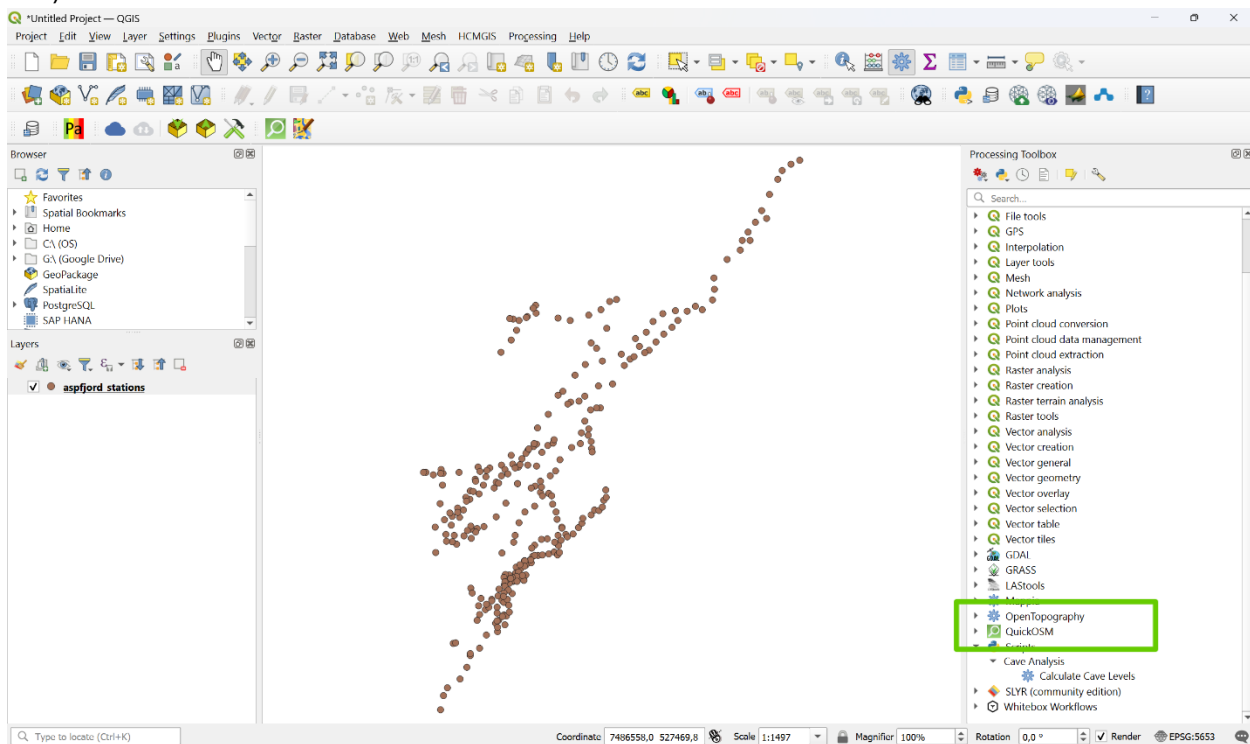 *Untitled Project — QGIS
Project Edit View Layer Settings Plugins Vector Raster Database Web Mesh HCMGIS Processing Help
abc
abc
abc
Pa
Browser
Favorites
Spatial Bookmarks
Home
C:\ (OS)
G:\ (Google Drive)
GeoPackage
SpatiaLite
PostgreSQL
SAP HANA
Layers
aspfjord stations
Processing Toolbox
Search...
File tools
GPS
Interpolation
Layer tools
Mesh
Network analysis
Plots
Point cloud conversion
Point cloud data management
Point cloud extraction
Raster analysis
Raster creation
Raster terrain analysis
Raster tools
Vector analysis
Vector creation
Vector general
Vector geometry
Vector overlay
Vector selection
Vector table
Vector tiles
GDAL
GRASS
LAStools
OpenTopography
QuickOSM
Scripts
Cave Analysis
Calculate Cave Levels
SLYR (community edition)
Whitebox Workflows
Type to locate (Ctrl+K) Coordinate 7486558,0 527469,8 Scale 1:1497 Magnifier 100% Rotation 0,0 ° Render EPSG:5653